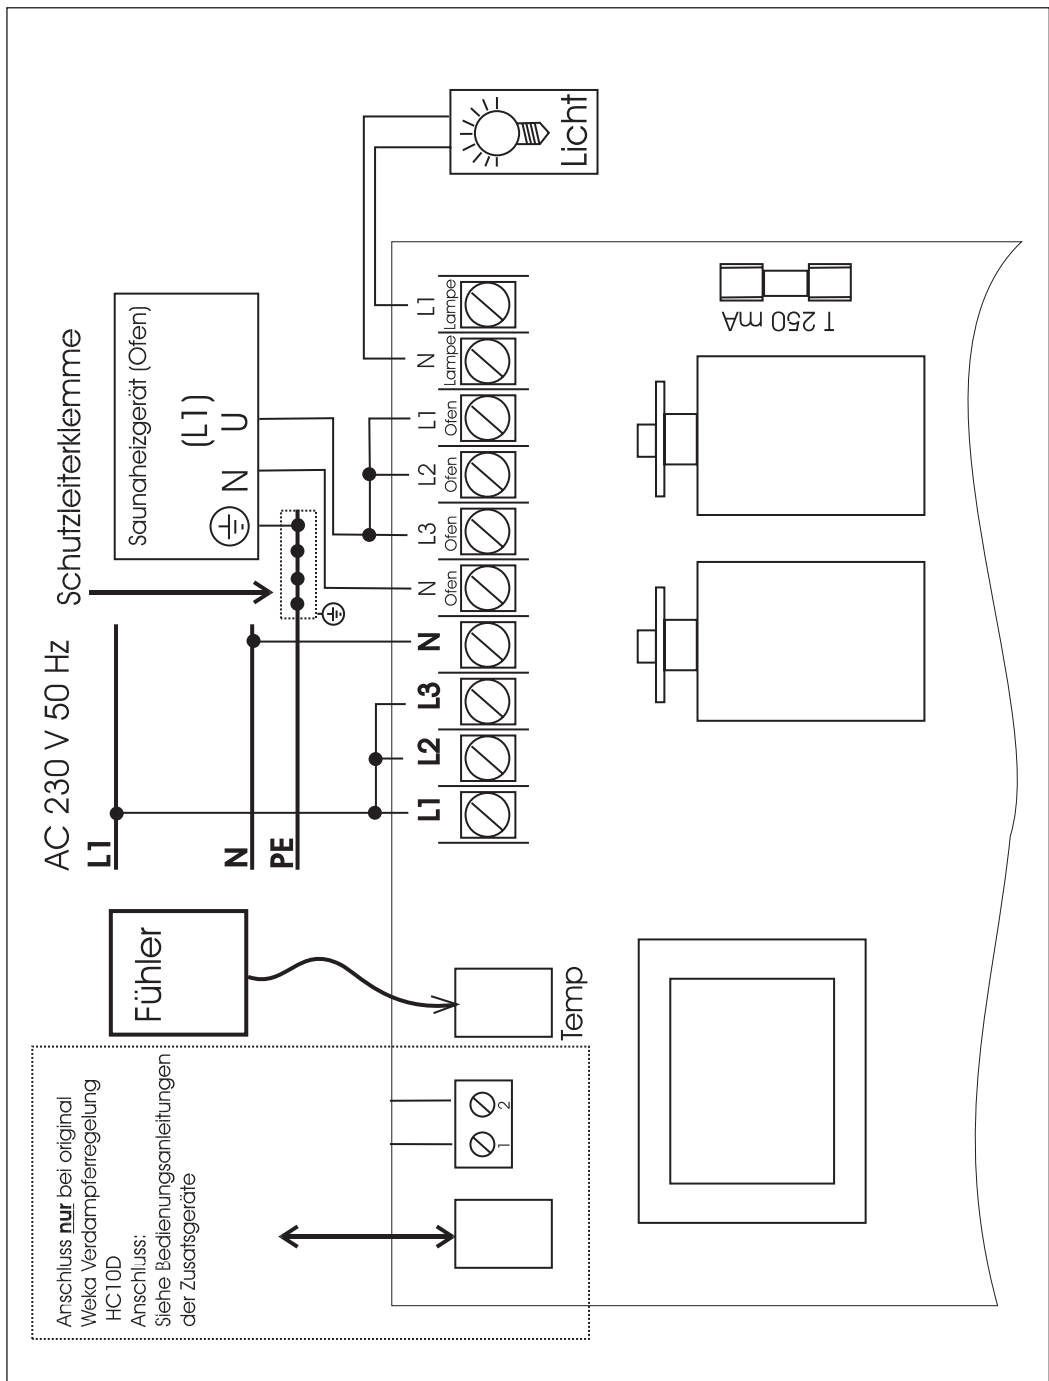 Anschluss nur bei original
Weka Verdampferregelung
HC10D
Anschluss:
Siehe Bedienungsanleitungen
der Zusatsgeräte
Fühler
Temp
1
2
AC 230 V 50 Hz
L1
N
PE
Schutzleiterklemme
Saunaheizgerät (Ofen)
(L1)
N U
L1
L2
L3
N
N
Ofen
L3
Ofen
L2
Ofen
L1
Ofen
N
Lampe
L1
Lampe
Licht
T 250 mA